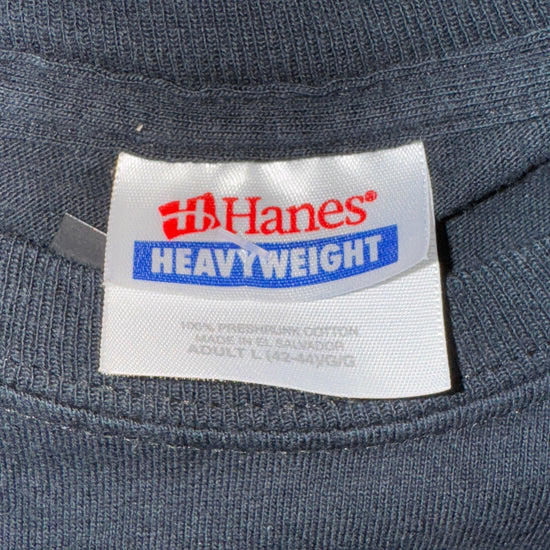 Hanes®
HEAVYWEIGHT
100% PRESHRUNK COTTON
MADE IN EL SALVADOR
ADULT L (42-44)/G/G